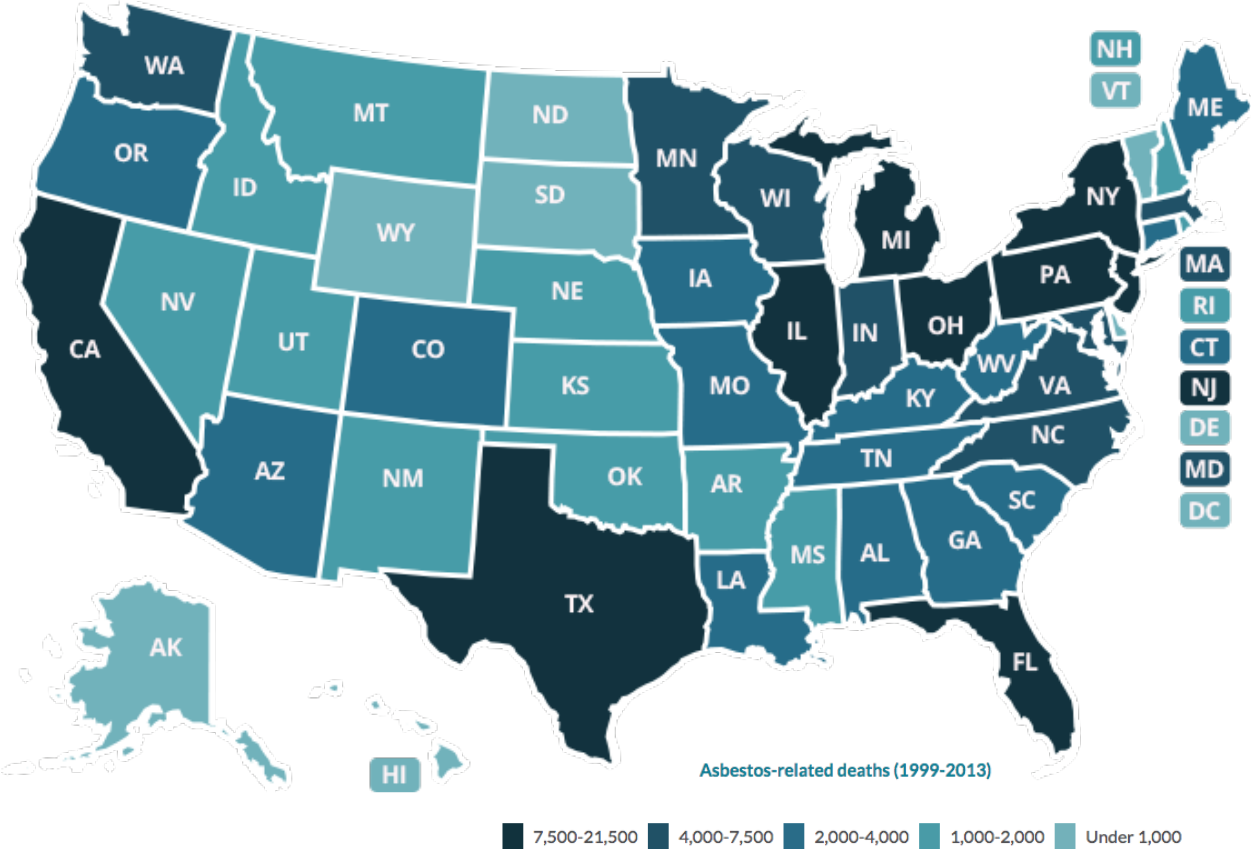 NH
WA
VT
ME
MT
ND
OR
MN
ID
SD
WI
NY
WY
MI
MA
PA
IA
NE
RI
NV
OH
IL
IN
UT
CO
CT
CA
WV
MO
VA
KS
NJ
KY
DE
NC
TN
AZ
MD
NM
OK
AR
SC
DC
GA
MS
AL
LA
TX
AK
FL
HI
Asbestos-related deaths (1999-2013)
7,500-21,500 4,000-7,500 2,000-4,000 1,000-2,000 Under 1,000